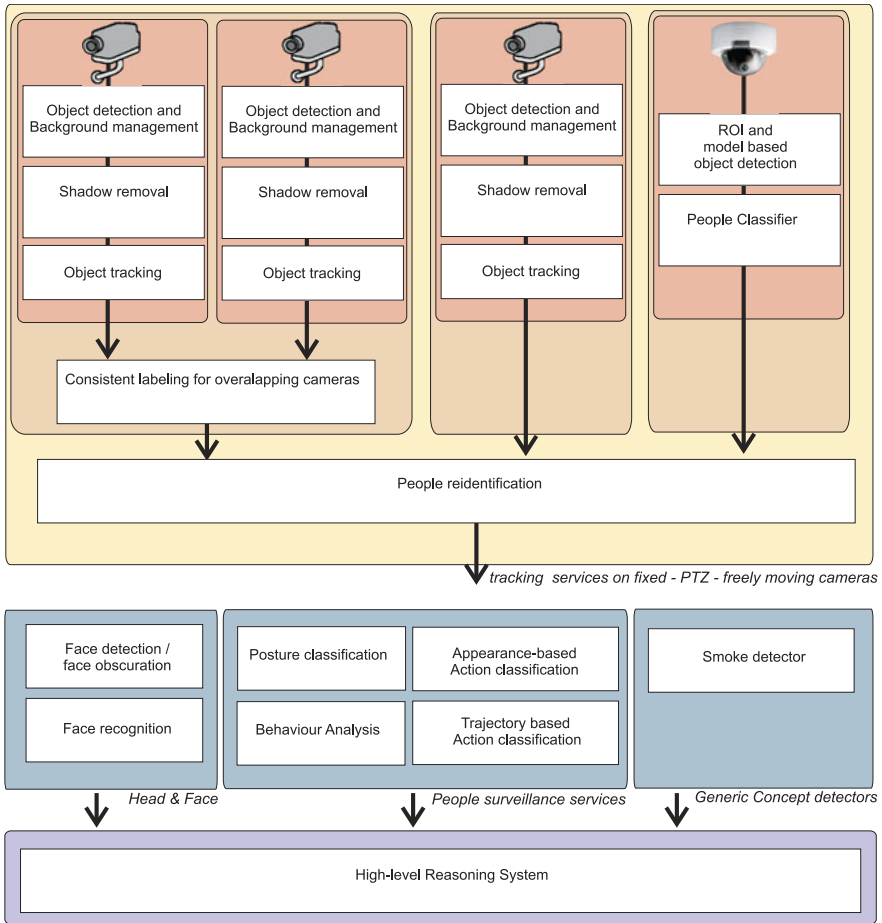 Object detection and
Background management
Shadow removal
Object tracking
Object detection and
Background management
Shadow removal
Object tracking
Consistent labeling for overalapping cameras
Object detection and
Background management
Shadow removal
Object tracking
ROI and
model based
object detection
People Classifier
People reidentification
tracking services on fixed - PTZ - freely moving cameras
Face detection /
face obscuration
Face recognition
Head & Face
Posture classification
Appearance-based
Action classification
Behaviour Analysis
Trajectory based
Action classification
People surveillance services
Smoke detector
Generic Concept detectors
High-level Reasoning System